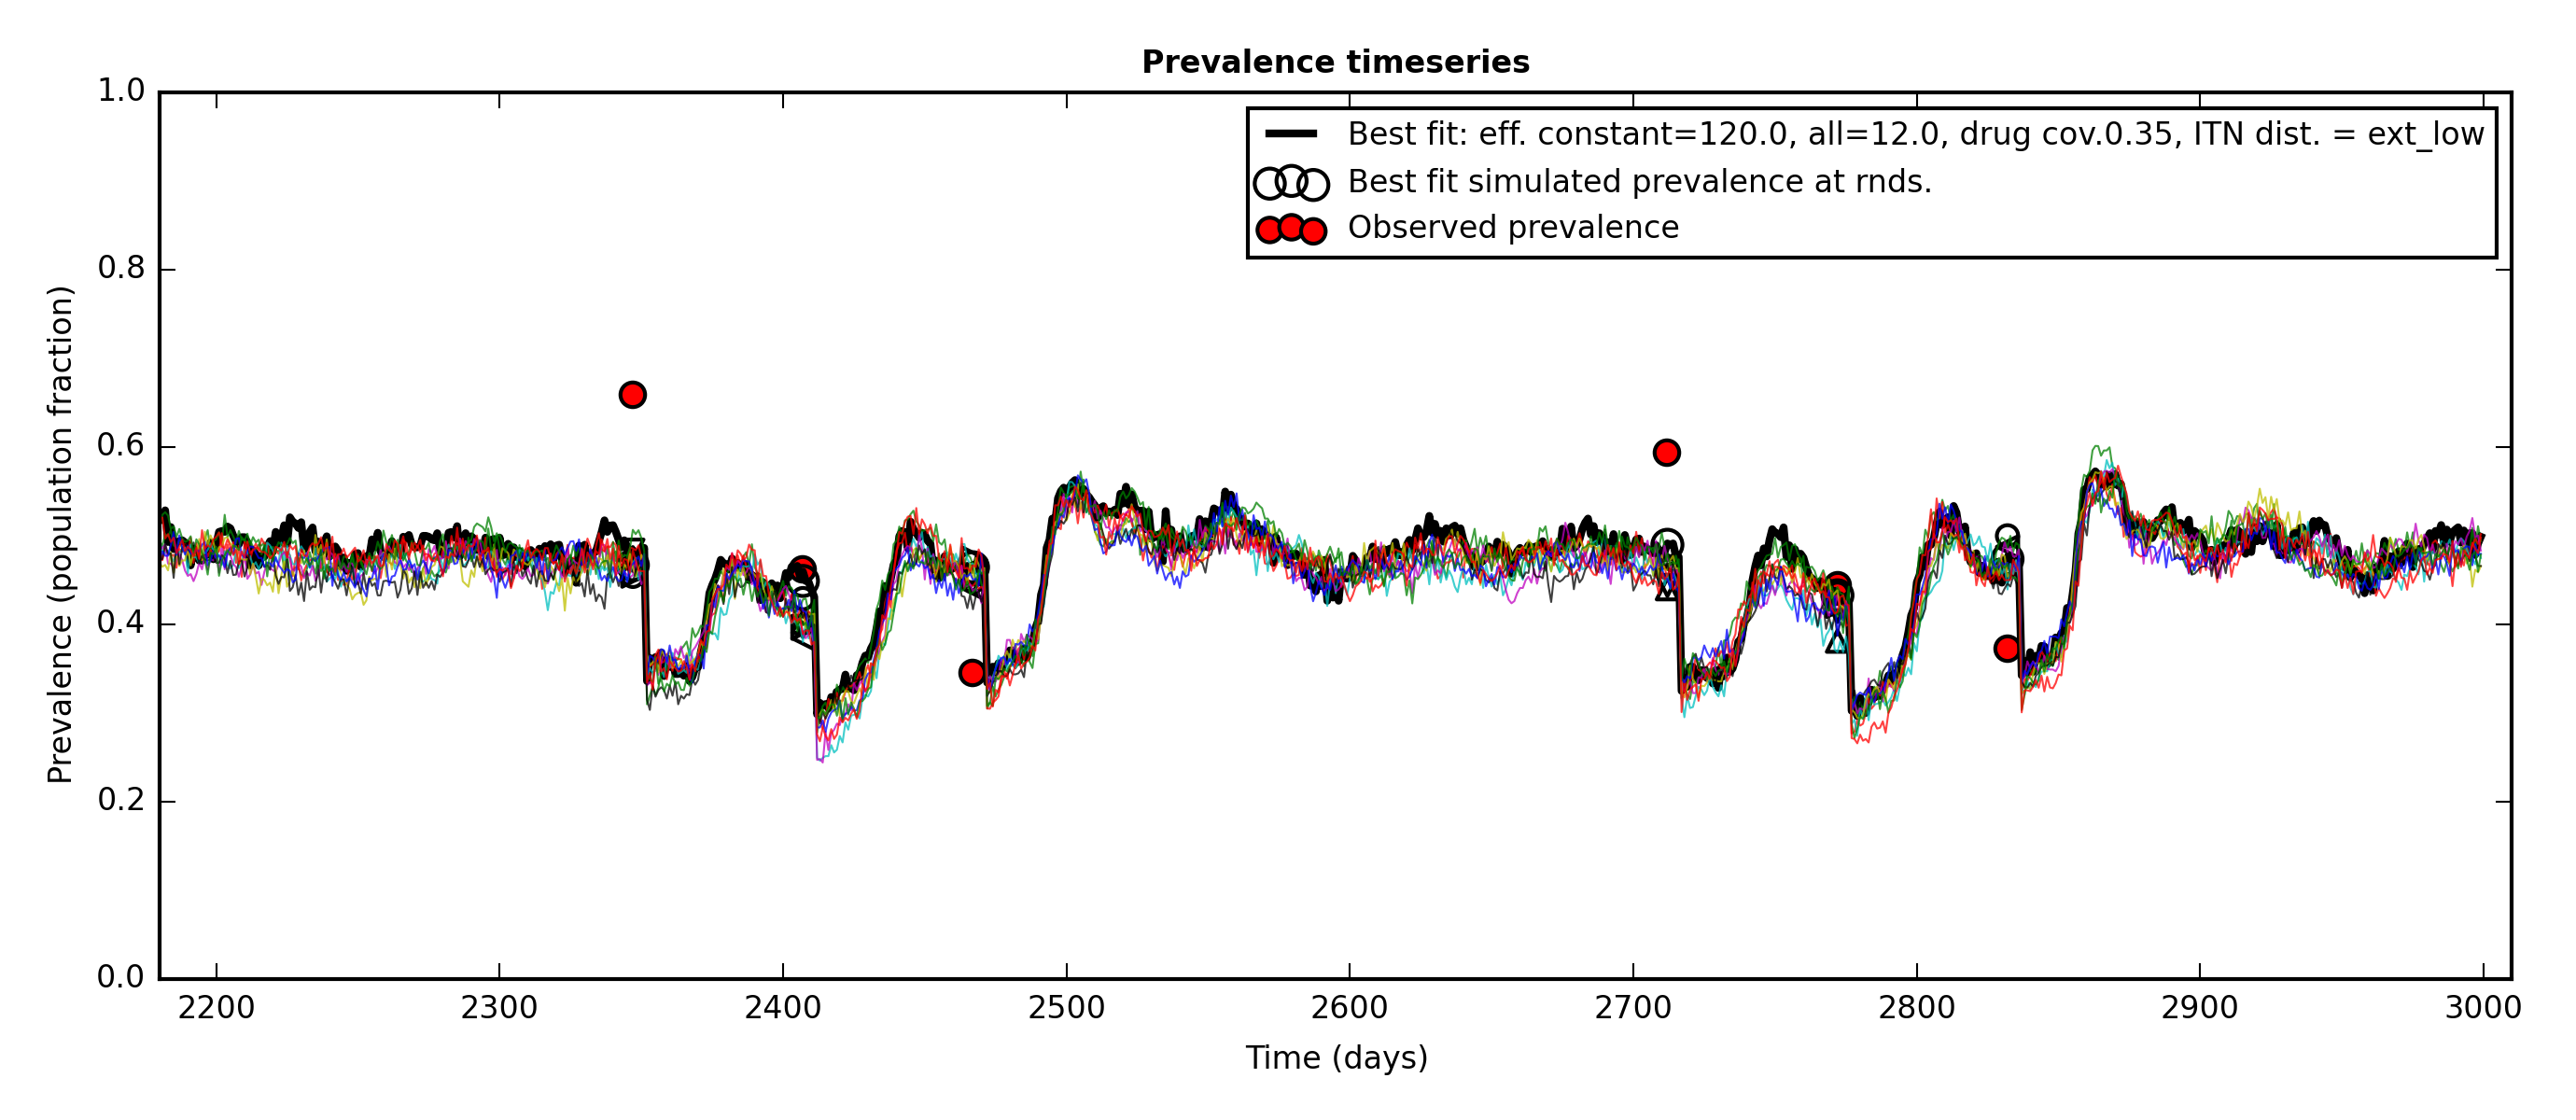 Prevalence timeseries
Best fit: eff. constant=120.0, all=12.0, drug cov.0.35, ITN dist. = ext_low
Best fit simulated prevalence at rnds.
Observed prevalence
Prevalence (population fraction)
1.0
0.8
0.6
0.4
0.2
0.0
2200 2300 2400 2500 2600 2700 2800 2900 3000
Time (days)